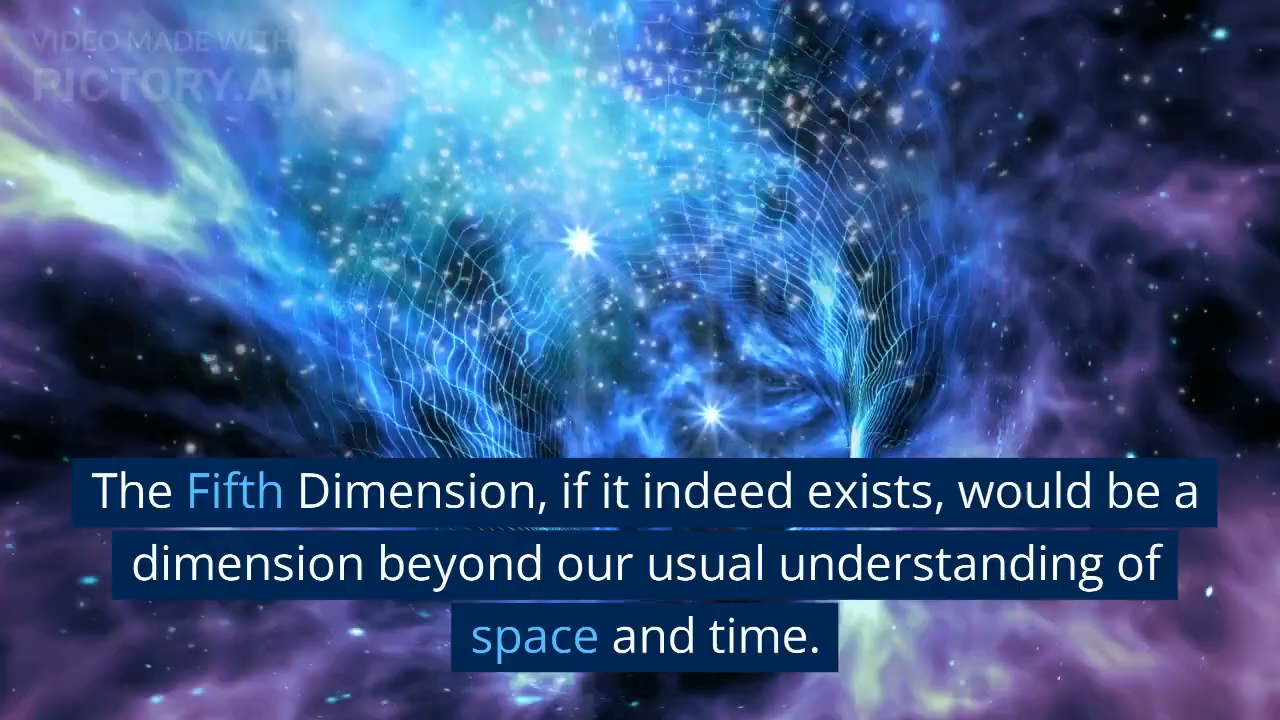 VIDEO MADE WITH
PICTORY.AI
The Fifth Dimension, if it indeed exists, would be a
dimension beyond our usual understanding of
space and time.